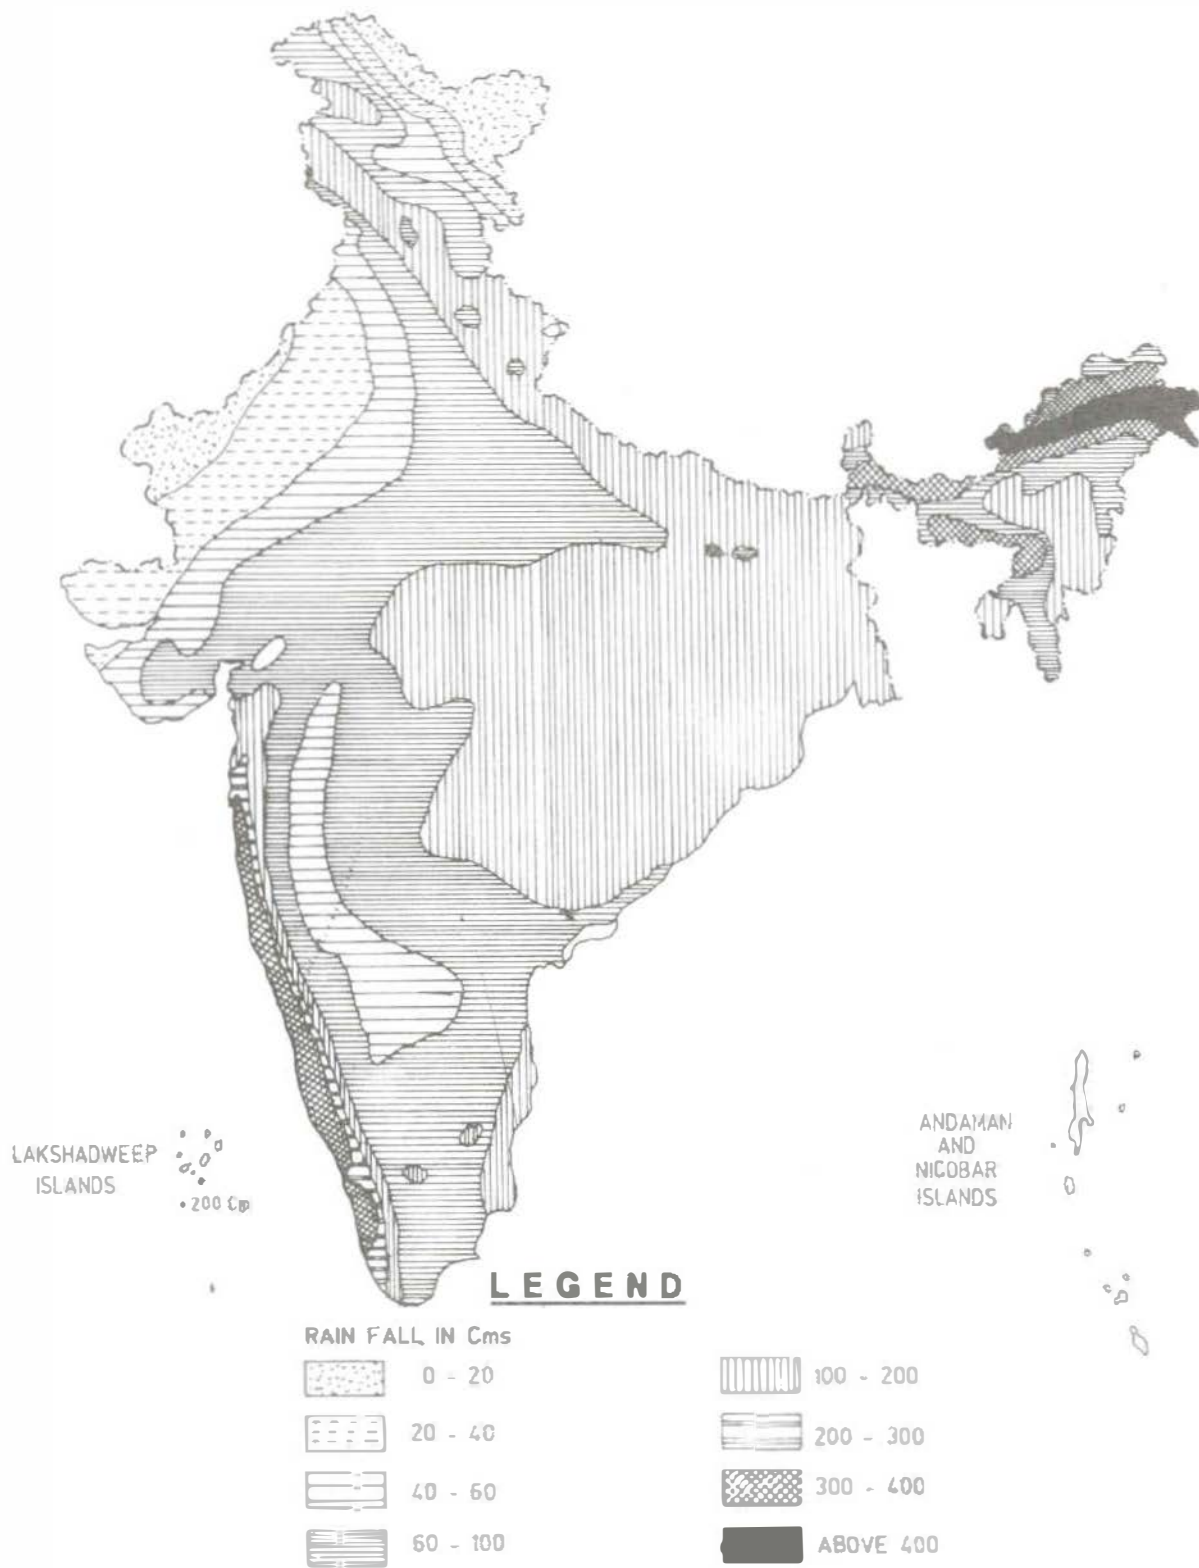 LAKSHADWEEP
ISLANDS
200 Cm
ANDAMAN
AND
NICOBAR
ISLANDS
LEGEND
RAIN FALL IN Cms
0 - 20
20 - 40
40 - 60
60 - 100
100 - 200
200 - 300
300 - 400
ABOVE 400